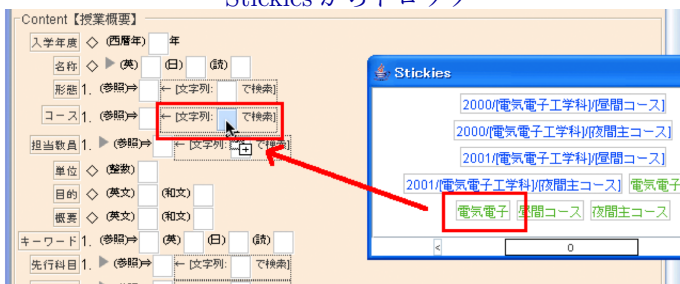 Stickiesからドロップ
Content【授業概要】
入学年度 ◇ (西暦年) 年
名称 ◇ ▶ (英) (日) (読)
形態 1. (参照)⇒ ← [文字列: で検索]
コース 1. (参照)⇒ ← [文字列: で検索]
担当教員 1. ▶ (参照)⇒ ← [文字列: で検索]
単位 ◇ (整数)
目的 ◇ (英文) (和文)
概要 ◇ (英文) (和文)
キーワード 1. (参照)⇒ (英) (日) (読)
先行科目 1. ▶ (参照)⇒ ← [文字列: で検索]
Stickies
2000/[電気電子工学科]/[昼間コース]
2000/[電気電子工学科]/[夜間主コース]
2001/[電気電子工学科]/[昼間コース]
2001/[電気電子工学科]/[夜間主コース] 電気電子
電気電子 昼間コース 夜間主コース
< 0